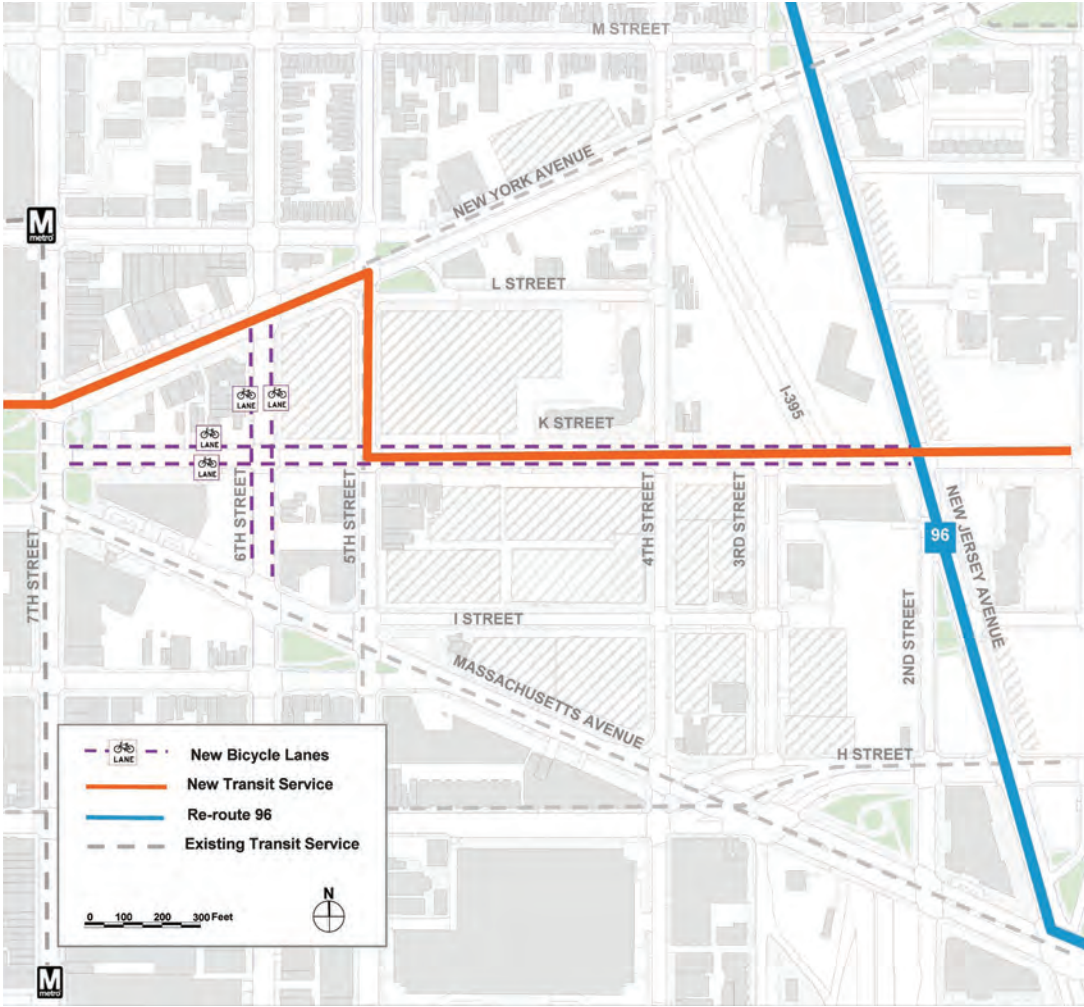 M STREET
NEW YORK AVENUE
M
metro
L STREET
I-395
LANE
LANE
K STREET
LANE
LANE
6TH STREET
5TH STREET
4TH STREET
3RD STREET
7TH STREET
96
NEW JERSEY AVENUE
2ND STREET
I STREET
MASSACHUSETTS AVENUE
H STREET
LANE
New Bicycle Lanes
New Transit Service
Re-route 96
Existing Transit Service
N
0 100 200 300 Feet
M
metro